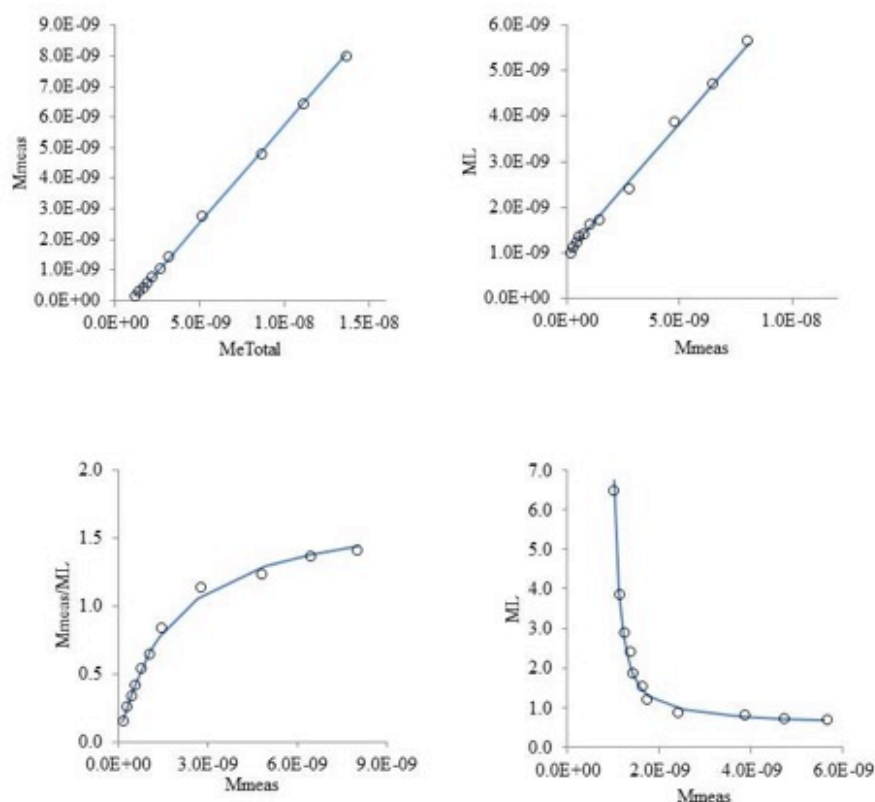 9.0E-09
8.0E-09
7.0E-09
6.0E-09
5.0E-09
4.0E-09
3.0E-09
2.0E-09
1.0E-09
0.0E+00
Mmeas
0.0E+00 5.0E-09 1.0E-08 1.5E-08
MeTotal
6.0E-09
5.0E-09
4.0E-09
3.0E-09
2.0E-09
1.0E-09
0.0E+00
ML
0.0E+00 5.0E-09 1.0E-08
Mmeas
2.0
1.5
1.0
0.5
0.0
Mmeas/ML
0.0E+00 3.0E-09 6.0E-09 9.0E-09
Mmeas
7.0
6.0
5.0
4.0
3.0
2.0
1.0
0.0
ML
0.0E+00 2.0E-09 4.0E-09 6.0E-09
Mmeas